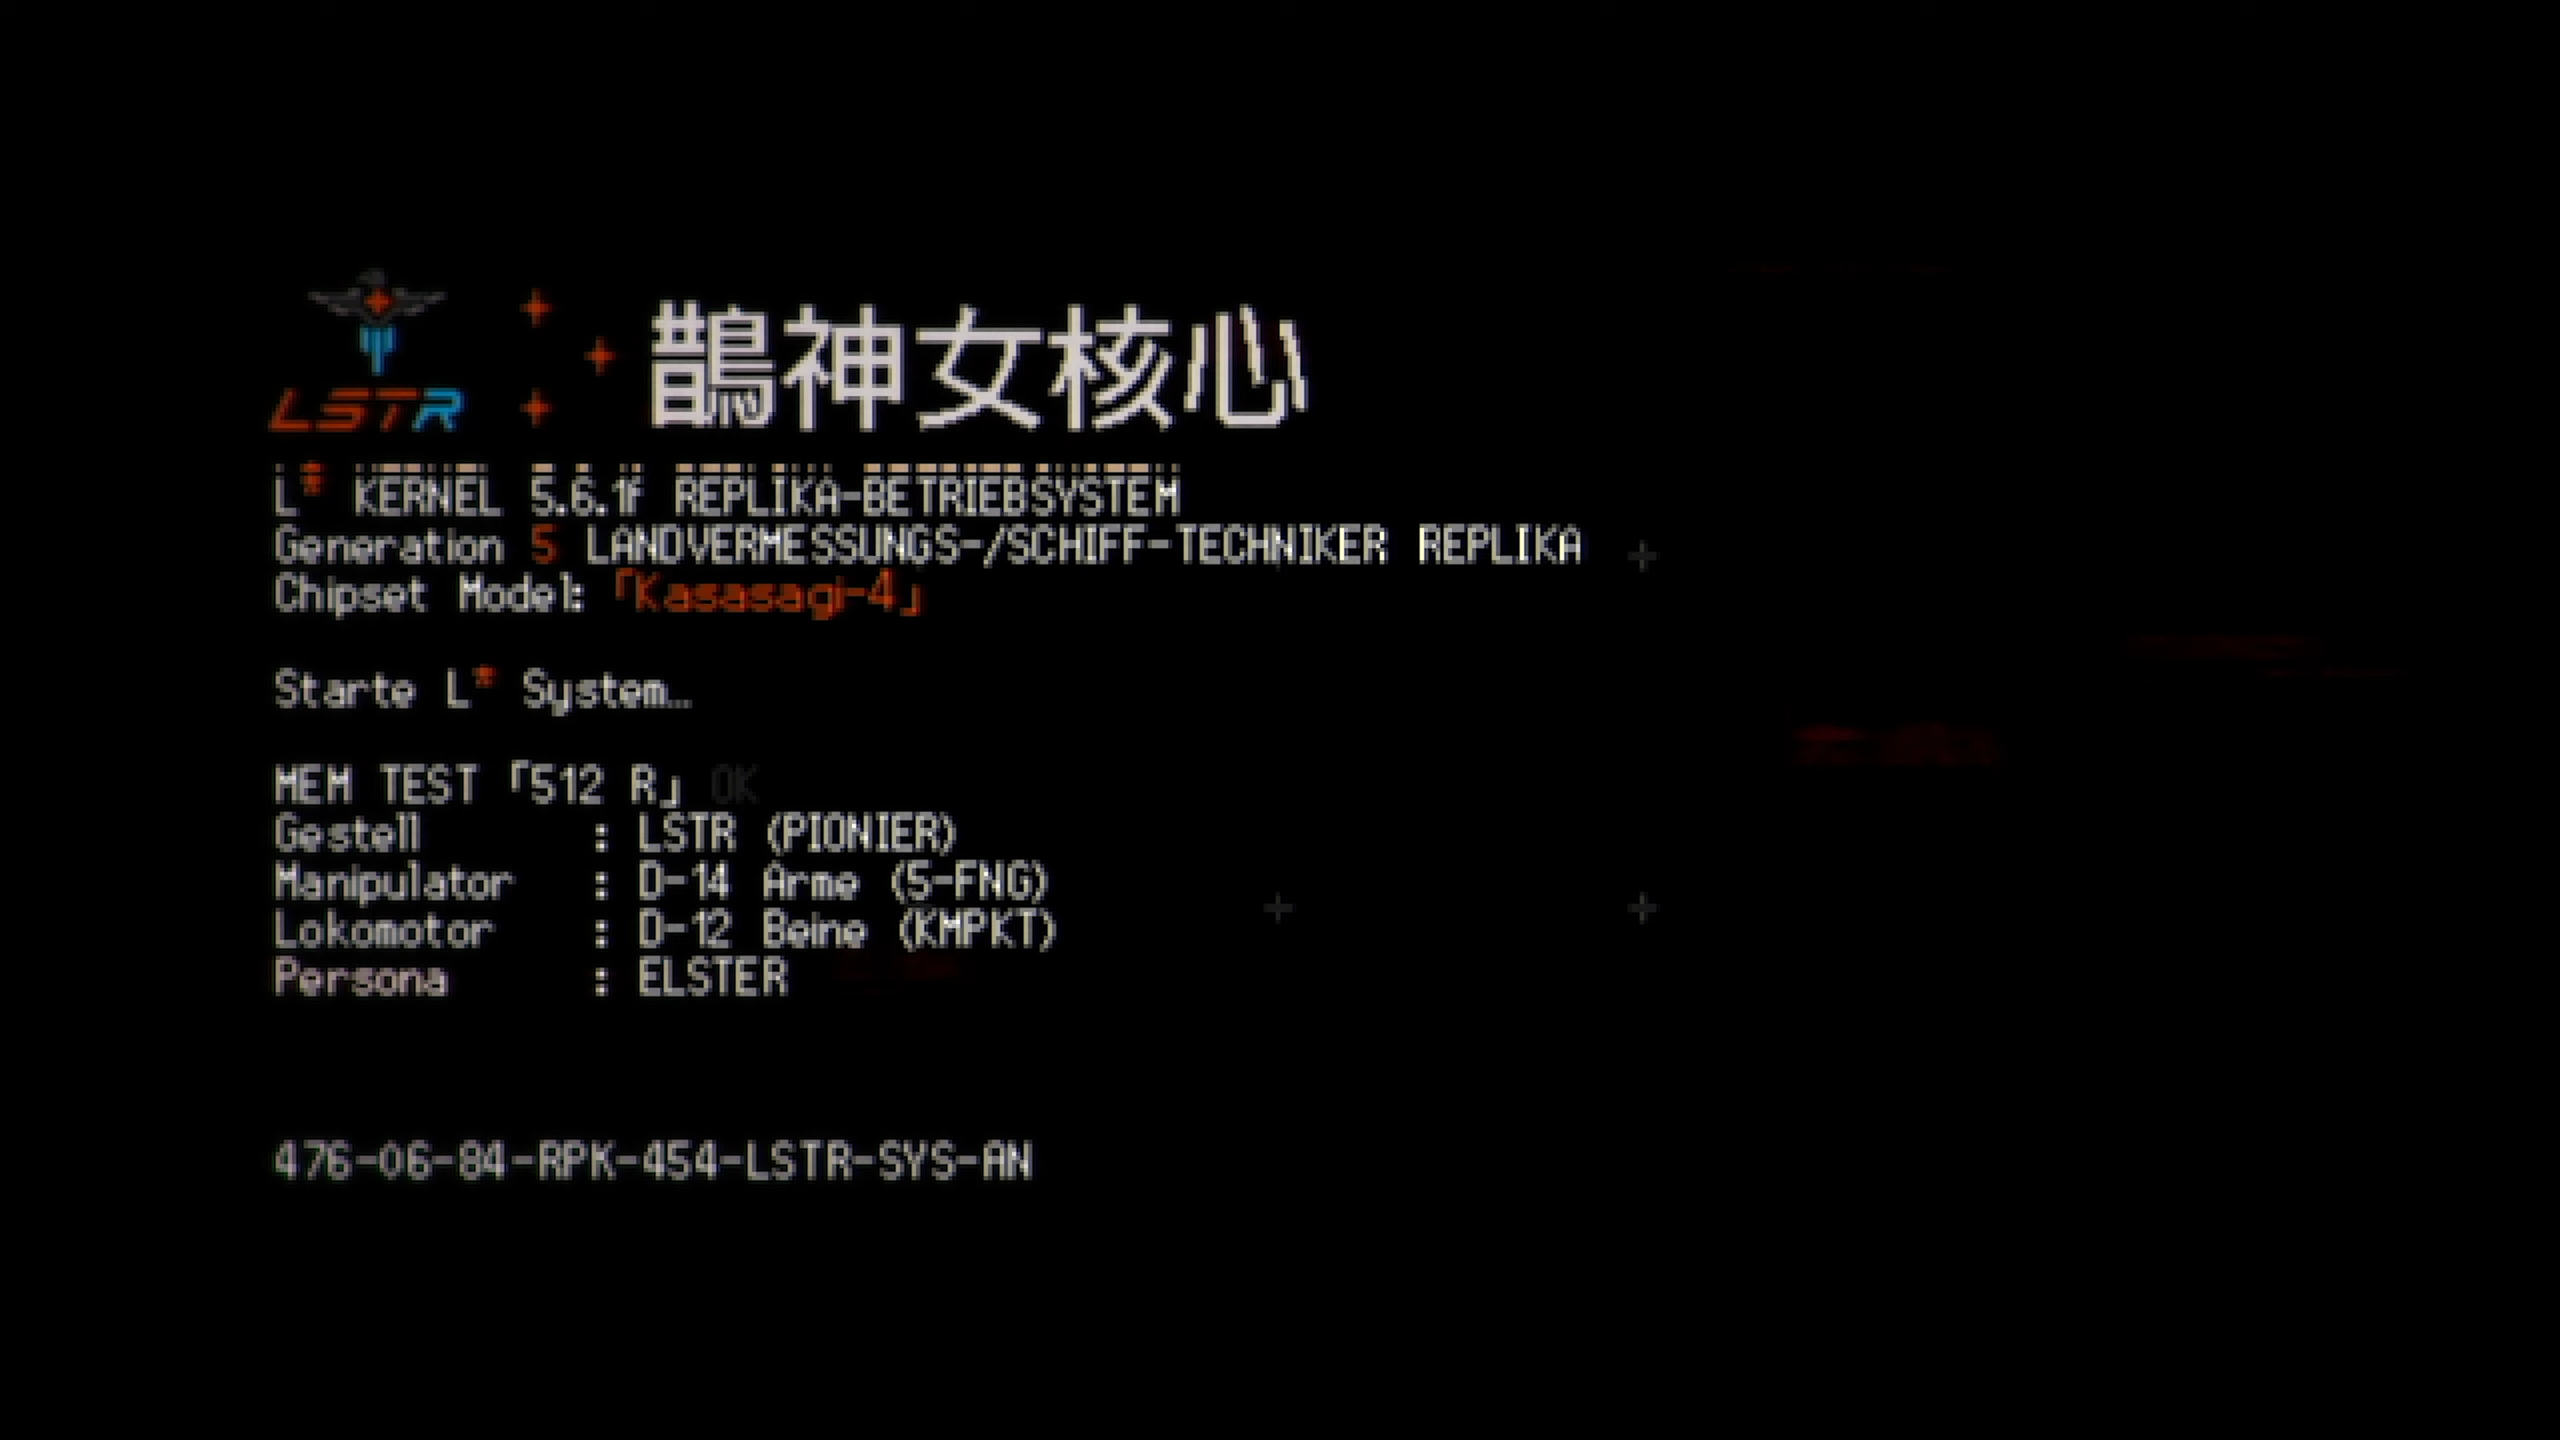 LSTR
鵲神女核心
L* KERNEL 5.6.1f REPLIKA-BETRIEBSYSTEM
Generation 5 LANDVERMESSUNGS-/SCHIFF-TECHNIKER REPLIKA
Chipset Model: 「Kasasagi-4」
Starte L* System…
MEM TEST 「512 R」 OK
Gestell : LSTR (PIONIER)
Manipulator : D-14 Arme (5-FNG)
Lokomotor : D-12 Beine (KMPKT)
Persona : ELSTER
476-06-84-RPK-454-LSTR-SYS-AN